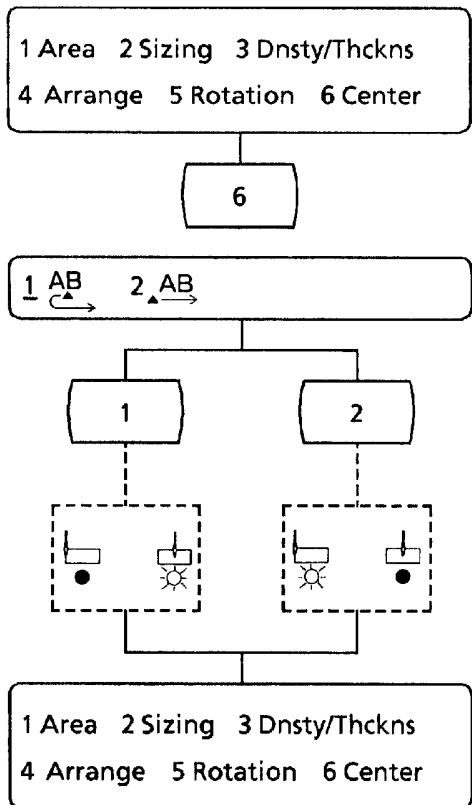 1 Area 2 Sizing 3 Dnsty/Thckns
4 Arrange 5 Rotation 6 Center
6
1 AB 2 AB
1 2
1 Area 2 Sizing 3 Dnsty/Thckns
4 Arrange 5 Rotation 6 Center